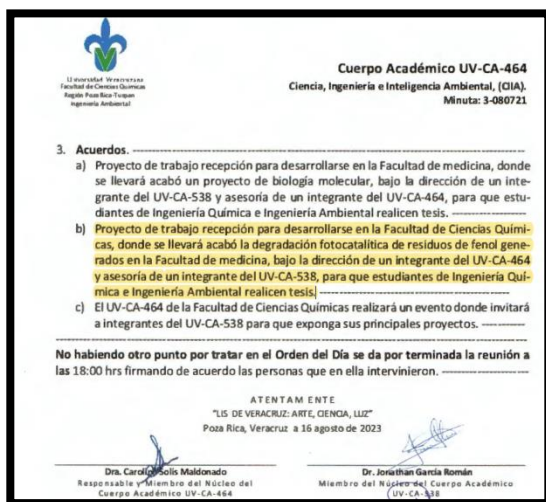 Universidad Veracruzana
Facultad de Ciencias Químicas
Región Poza Rica-Tuxpan
Ingeniería Ambiental
Cuerpo Académico UV-CA-464
Ciencia, Ingeniería e Inteligencia Ambiental, (CIIA).
Minuta: 3-080721
3. Acuerdos. ---
a) Proyecto de trabajo recepción para desarrollarse en la Facultad de medicina, donde
se llevará acabó un proyecto de biología molecular, bajo la dirección de un inte-
grante del UV-CA-538 y asesoría de un integrante del UV-CA-464, para que estu-
diantes de Ingeniería Química e Ingeniería Ambiental realicen tesis. ---
b) Proyecto de trabajo recepción para desarrollarse en la Facultad de Ciencias Quími-
cas, donde se llevará acabó la degradación fotocatalítica de residuos de fenol gene-
rados en la Facultad de medicina, bajo la dirección de un integrante del UV-CA-464
y asesoría de un integrante del UV-CA-538, para que estudiantes de Ingeniería Quí-
mica e Ingeniería Ambiental realicen tesis. ---
c) El UV-CA-464 de la Facultad de Ciencias Químicas realizará un evento donde invitará
a integrantes del UV-CA-538 para que exponga sus principales proyectos. ---
No habiendo otro punto por tratar en el Orden del Día se da por terminada la reunión a
las 18:00 hrs firmando de acuerdo las personas que en ella intervinieron. ---
ATENTAMENTE
"LIS DE VERACRUZ: ARTE, CIENCIA, LUZ"
Poza Rica, Veracruz a 16 agosto de 2023
Dra. Carolina Solís Maldonado
Responsable y Miembro del Núcleo del
Cuerpo Académico UV-CA-464
Dr. Jonathan García Román
Miembro del Núcleo del Cuerpo Académico
UV-CA-538